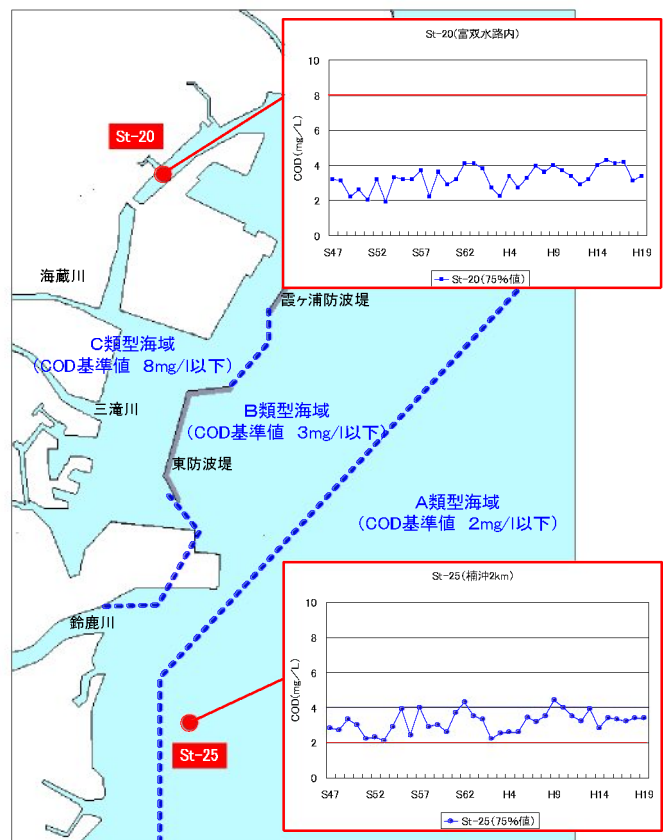 St-20(富双水路内)
COD(mg/L)
10
8
6
4
2
0
S47 S52 S57 S62 H4 H9 H14 H19
St-20(75%値)
St-20
海蔵川
霞ヶ浦防波堤
C類型海域
(COD基準値 8mg/l以下)
三滝川
B類型海域
(COD基準値 3mg/l以下)
東防波堤
A類型海域
(COD基準値 2mg/l以下)
鈴鹿川
St-25
St-25(楠沖2km)
COD(mg/L)
10
8
6
4
2
0
S47 S52 S57 S62 H4 H9 H14 H19
St-25(75%値)